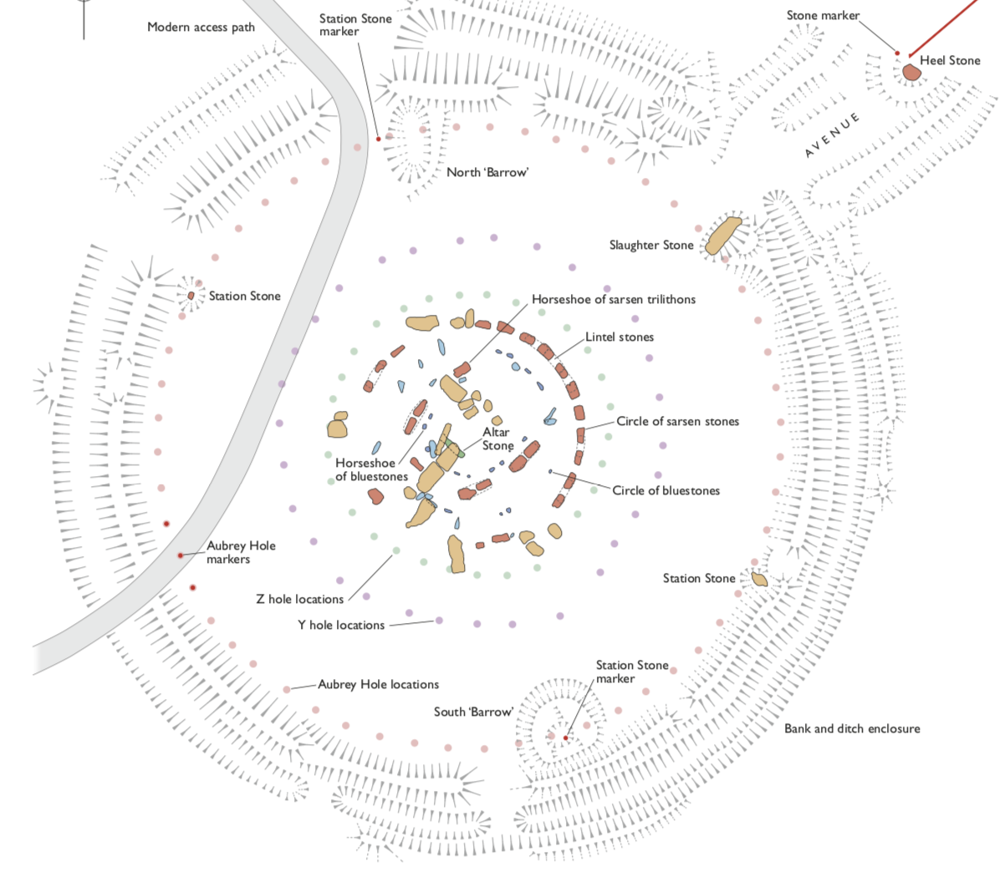 Modern access path
Station Stone
marker
Stone marker
Heel Stone
AVENUE
North ‘Barrow’
Slaughter Stone
Station Stone
Horseshoe of sarsen trilithons
Lintel stones
Circle of sarsen stones
Altar
Stone
Horseshoe
of bluestones
Circle of bluestones
Aubrey Hole
markers
Station Stone
Z hole locations
Y hole locations
Station Stone
marker
Aubrey Hole locations
South ‘Barrow’
Bank and ditch enclosure